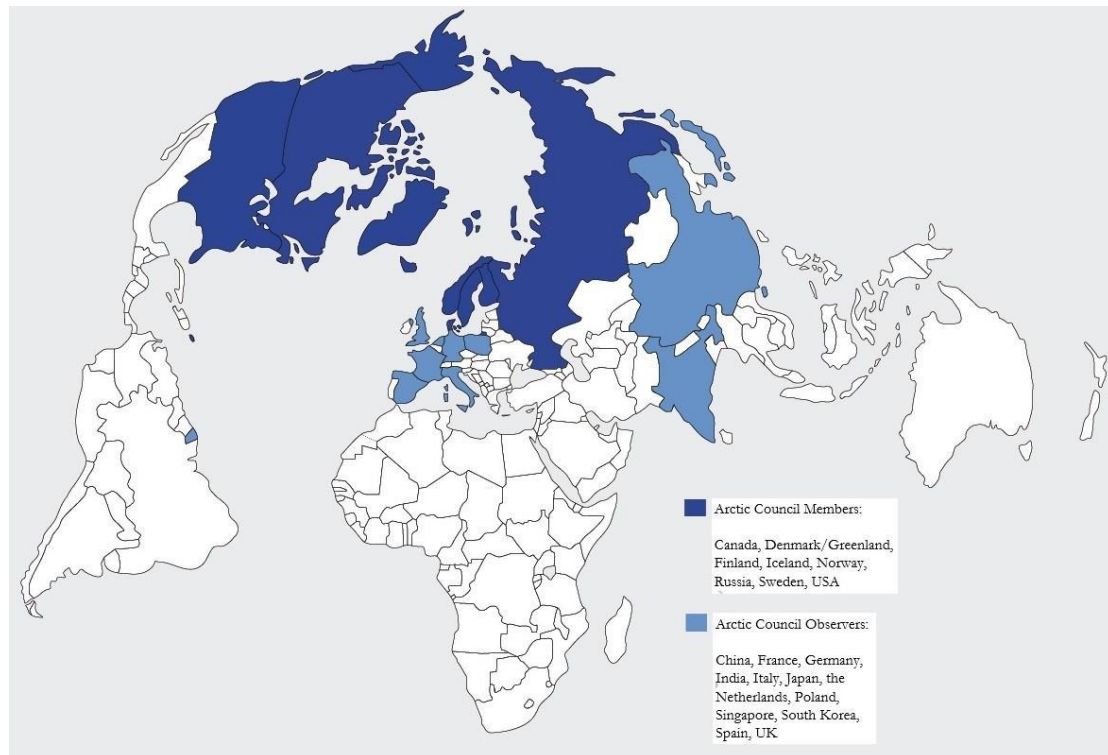 Arctic Council Members:
Canada, Denmark/Greenland,
Finland, Iceland, Norway,
Russia, Sweden, USA
Arctic Council Observers:
China, France, Germany,
India, Italy, Japan, the
Netherlands, Poland,
Singapore, South Korea,
Spain, UK